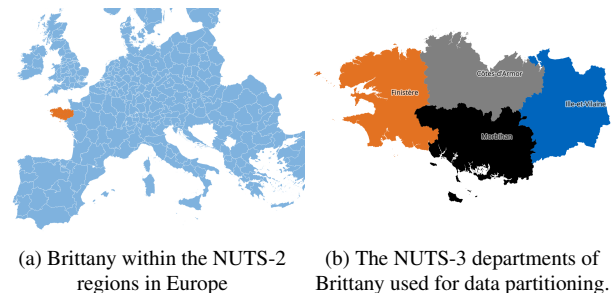 Finistère
Côtes-d'Armor
Ille-et-Vilaine
Morbihan
(a) Brittany within the NUTS-2
regions in Europe
(b) The NUTS-3 departments of
Brittany used for data partitioning.